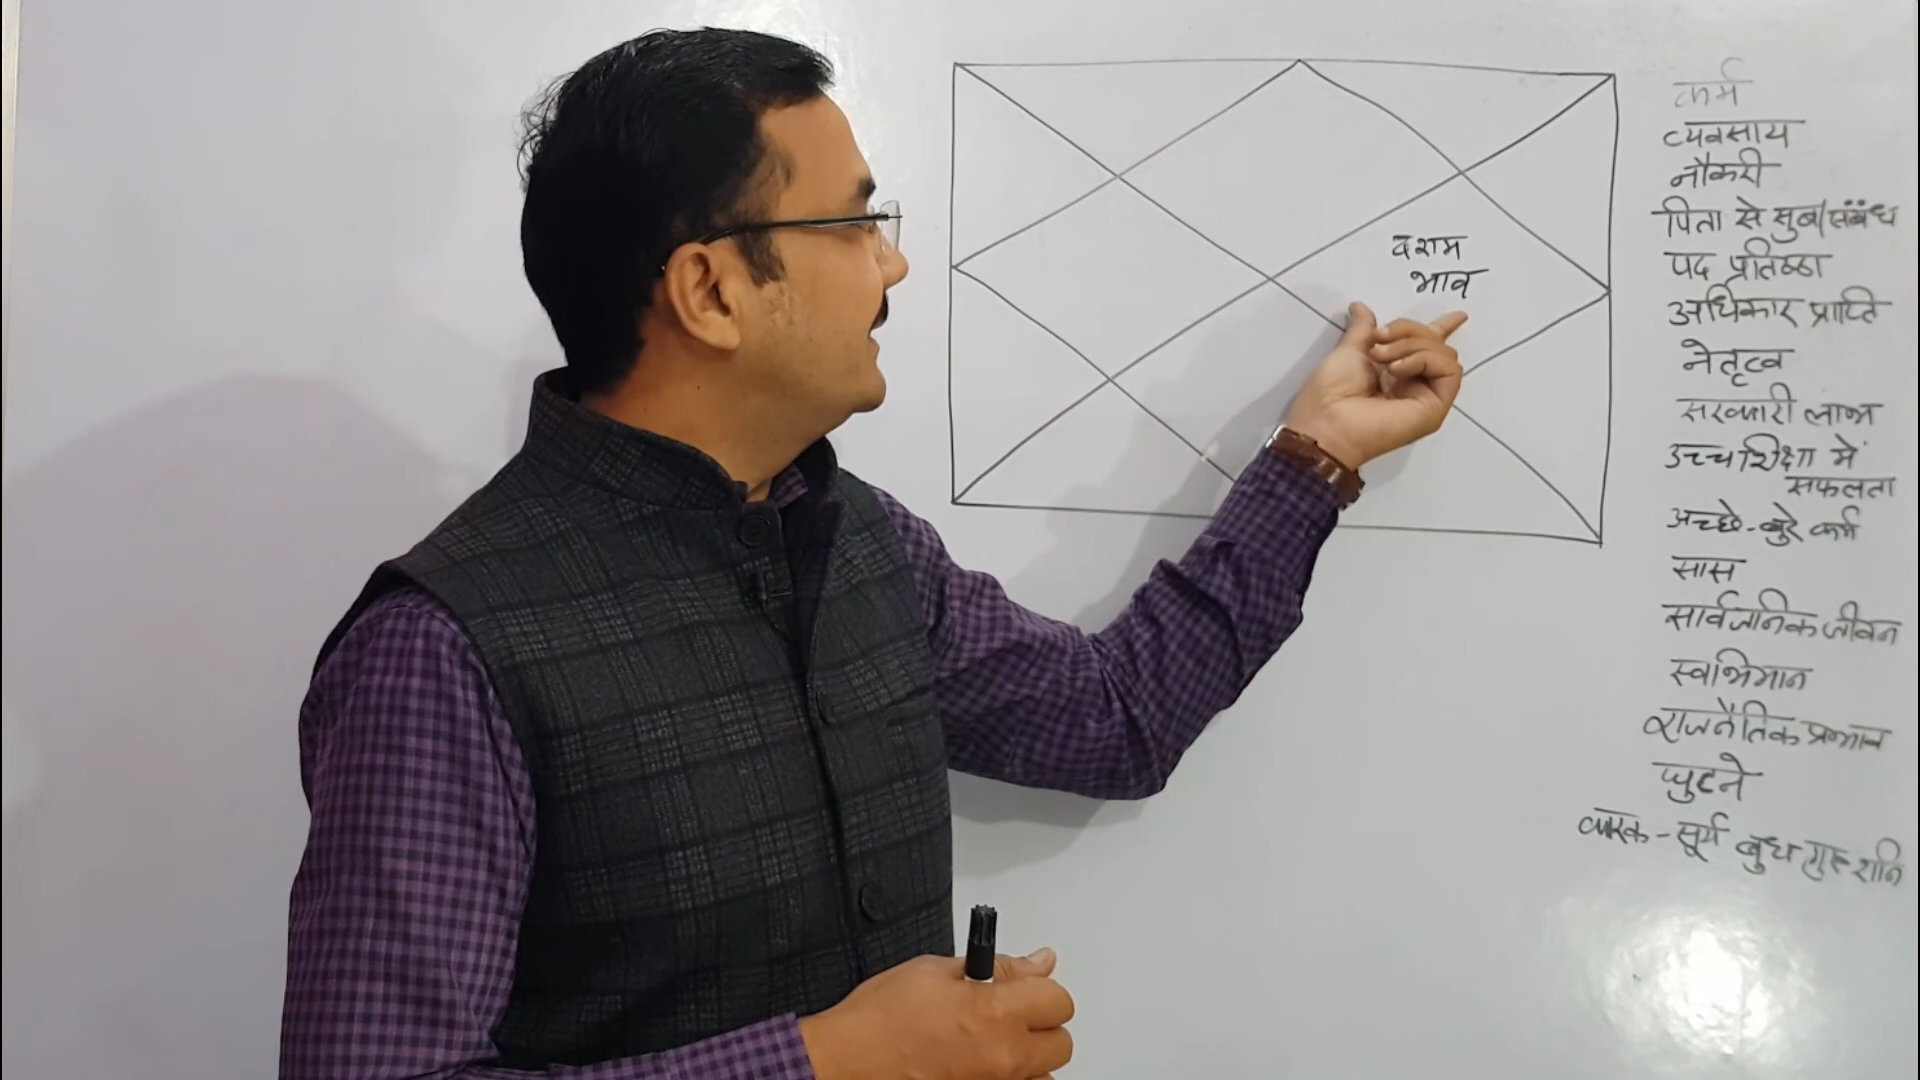 दशम
भाव
कर्म
व्यवसाय
नौकरी
पिता से सुख/संबंध
पद प्रतिष्ठा
अधिकार प्राप्ति
नेतृत्व
सरकारी लाभ
उच्च शिक्षा में
सफलता
अच्छे-बुरे कर्म
सास
सार्वजनिक जीवन
स्वाभिमान
राजनैतिक प्रभाव
घुटने
कारक - सूर्य बुध गुरु शनि